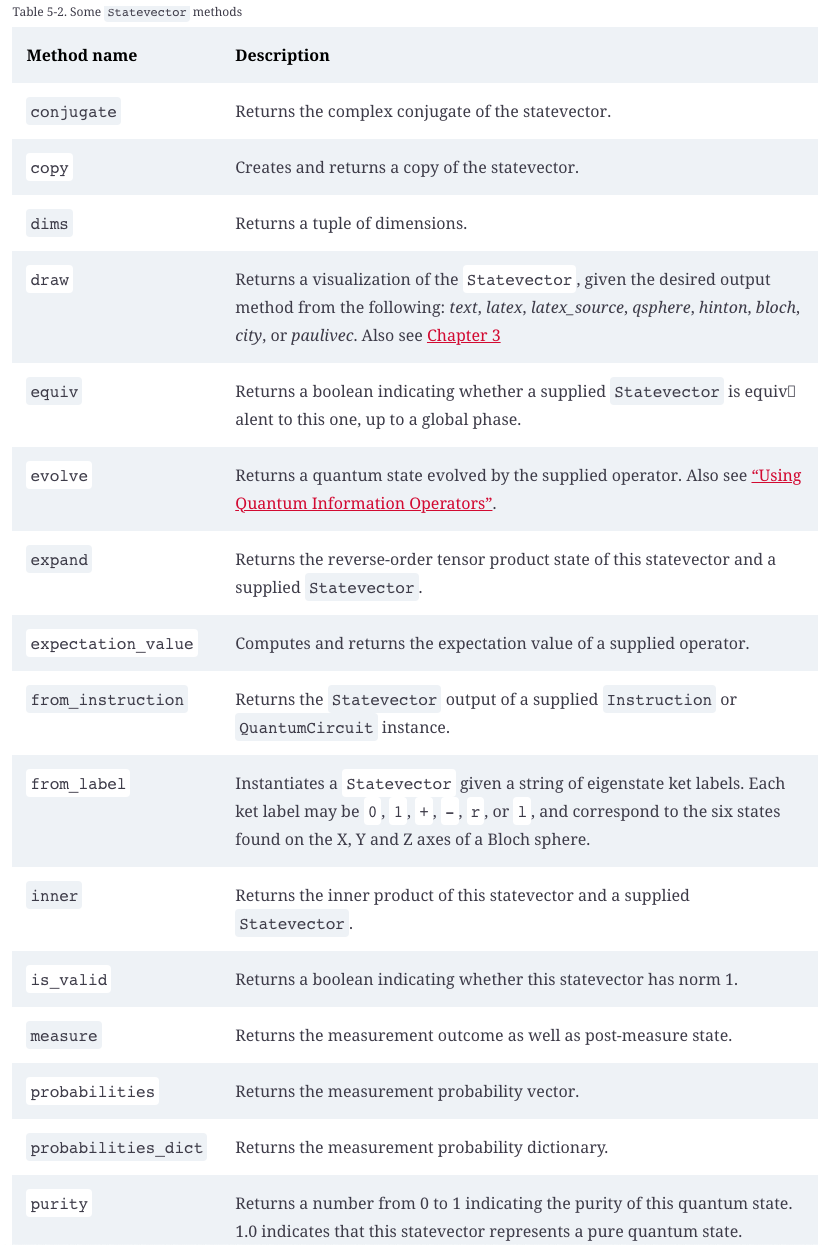 Table 5-2. Some Statevector methods
Method name Description
conjugate Returns the complex conjugate of the statevector.
copy Creates and returns a copy of the statevector.
dims Returns a tuple of dimensions.
draw Returns a visualization of the Statevector, given the desired output
method from the following: text, latex, latex_source, qsphere, hinton, bloch,
city, or paulivec. Also see Chapter 3
equiv Returns a boolean indicating whether a supplied Statevector is equiv▯
alent to this one, up to a global phase.
evolve Returns a quantum state evolved by the supplied operator. Also see “Using
Quantum Information Operators”.
expand Returns the reverse-order tensor product state of this statevector and a
supplied Statevector.
expectation_value Computes and returns the expectation value of a supplied operator.
from_instruction Returns the Statevector output of a supplied Instruction or
QuantumCircuit instance.
from_label Instantiates a Statevector given a string of eigenstate ket labels. Each
ket label may be 0, 1, +, -, r, or l, and correspond to the six states
found on the X, Y and Z axes of a Bloch sphere.
inner Returns the inner product of this statevector and a supplied
Statevector.
is_valid Returns a boolean indicating whether this statevector has norm 1.
measure Returns the measurement outcome as well as post-measure state.
probabilities Returns the measurement probability vector.
probabilities_dict Returns the measurement probability dictionary.
purity Returns a number from 0 to 1 indicating the purity of this quantum state.
1.0 indicates that this statevector represents a pure quantum state.